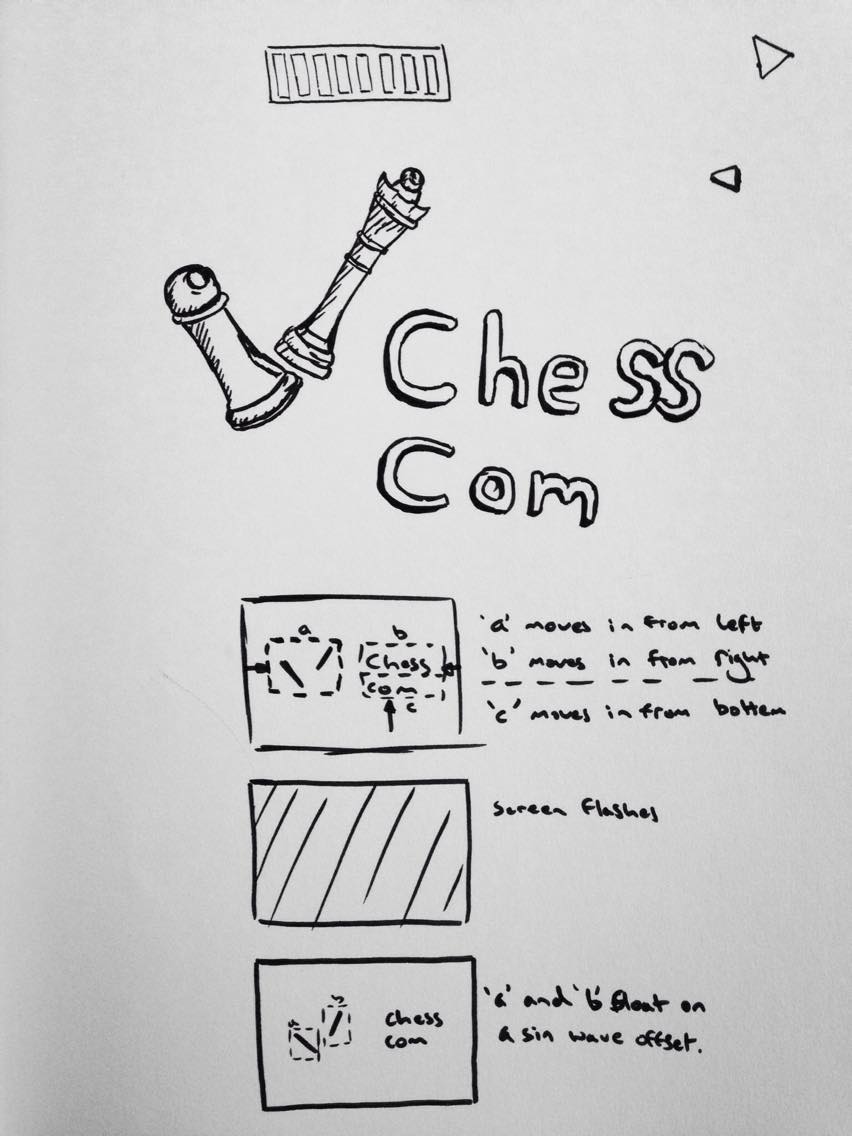 Chess
Com
a
b
Chess
com
c
'a' moves in from left
'b' moves in from right
'c' moves in from bottem
Screen flashes
a
b
chess
com
'a' and 'b' float on
a sin wave offset.